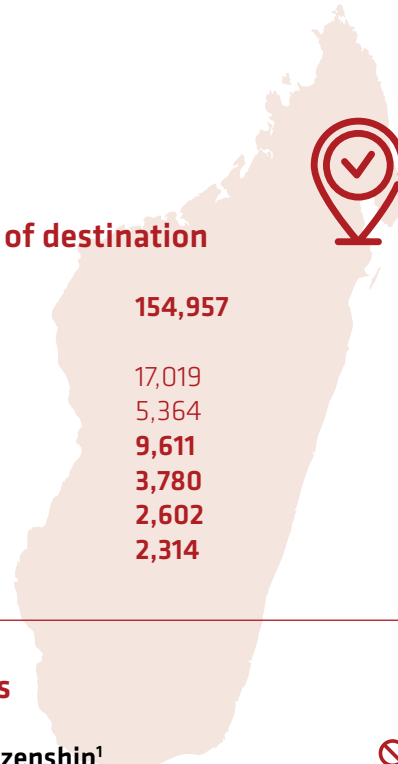 of destination
154,957
17,019
5,364
9,611
3,780
2,602
2,314
s
zenship¹